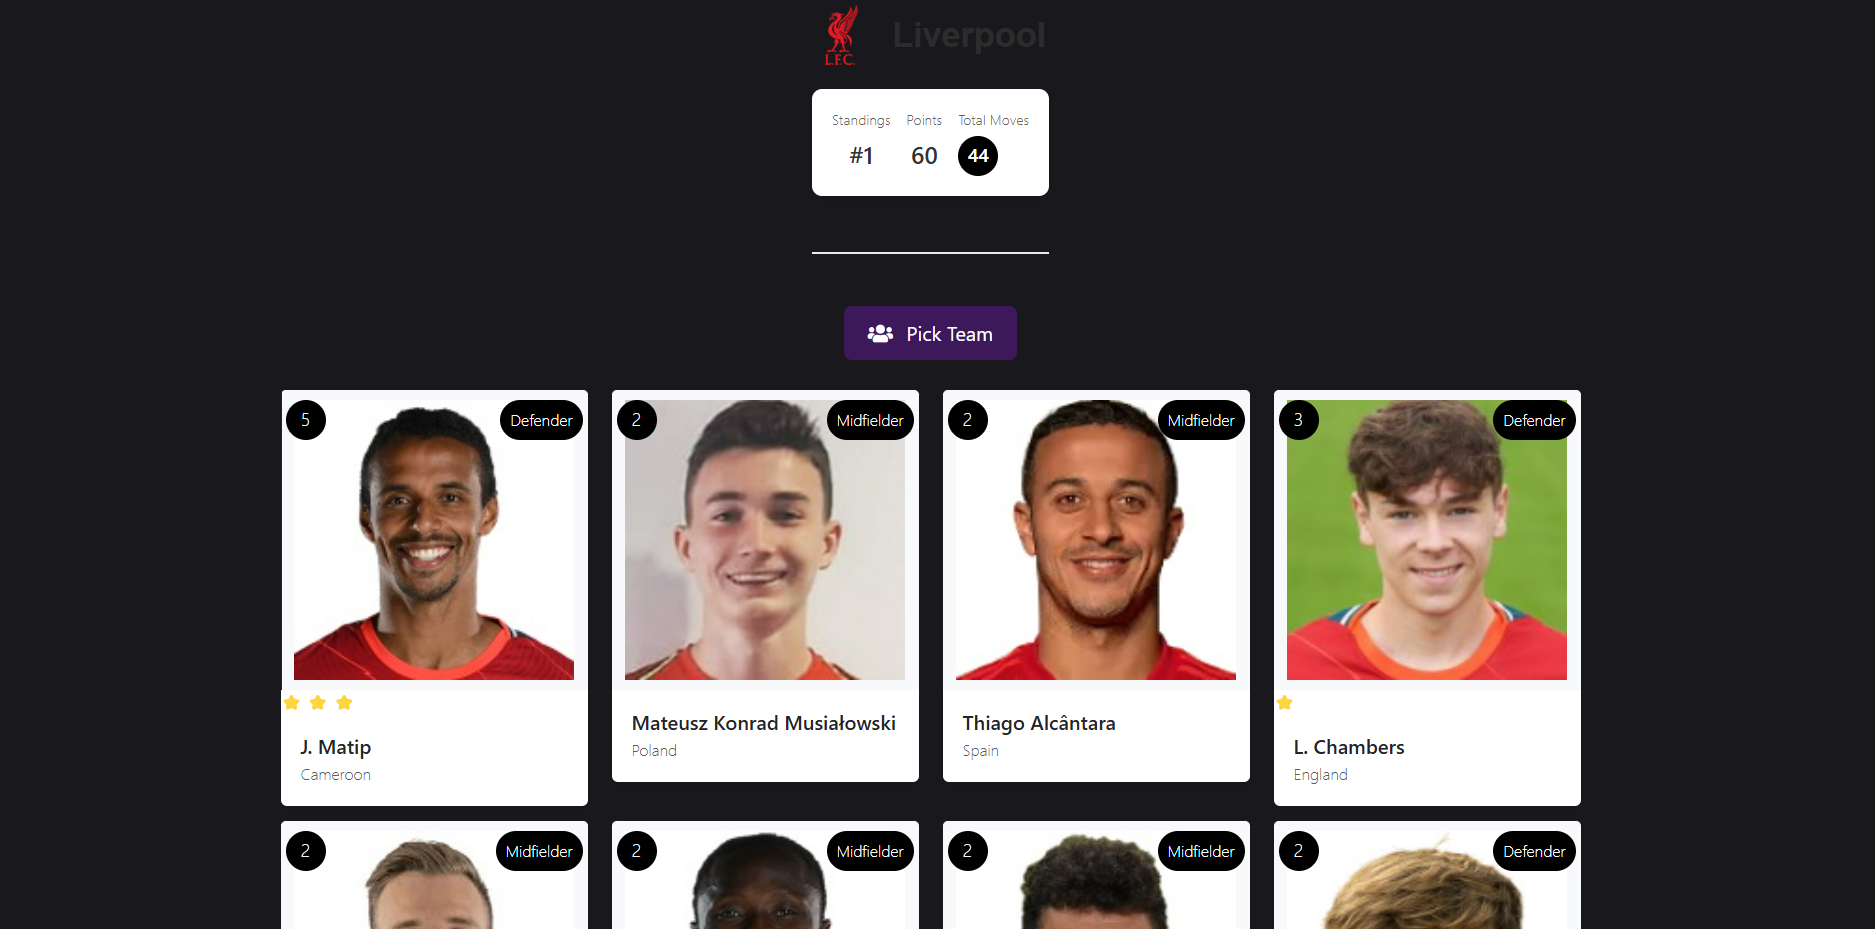 L.F.C.
Liverpool
Standings Points Total Moves
#1 60 44
Pick Team
5 Defender 2 Midfielder 2 Midfielder 3 Defender
J. Matip
Cameroon
Mateusz Konrad Musiałowski
Poland
Thiago Alcântara
Spain
L. Chambers
England
2 Midfielder 2 Midfielder 2 Midfielder 2 Defender